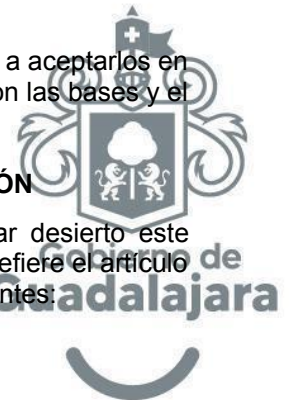 a aceptarlos en
on las bases y el
ÓN
ar desierto este
efiere el artículo
ntes:
Gobierno de
Guadalajara